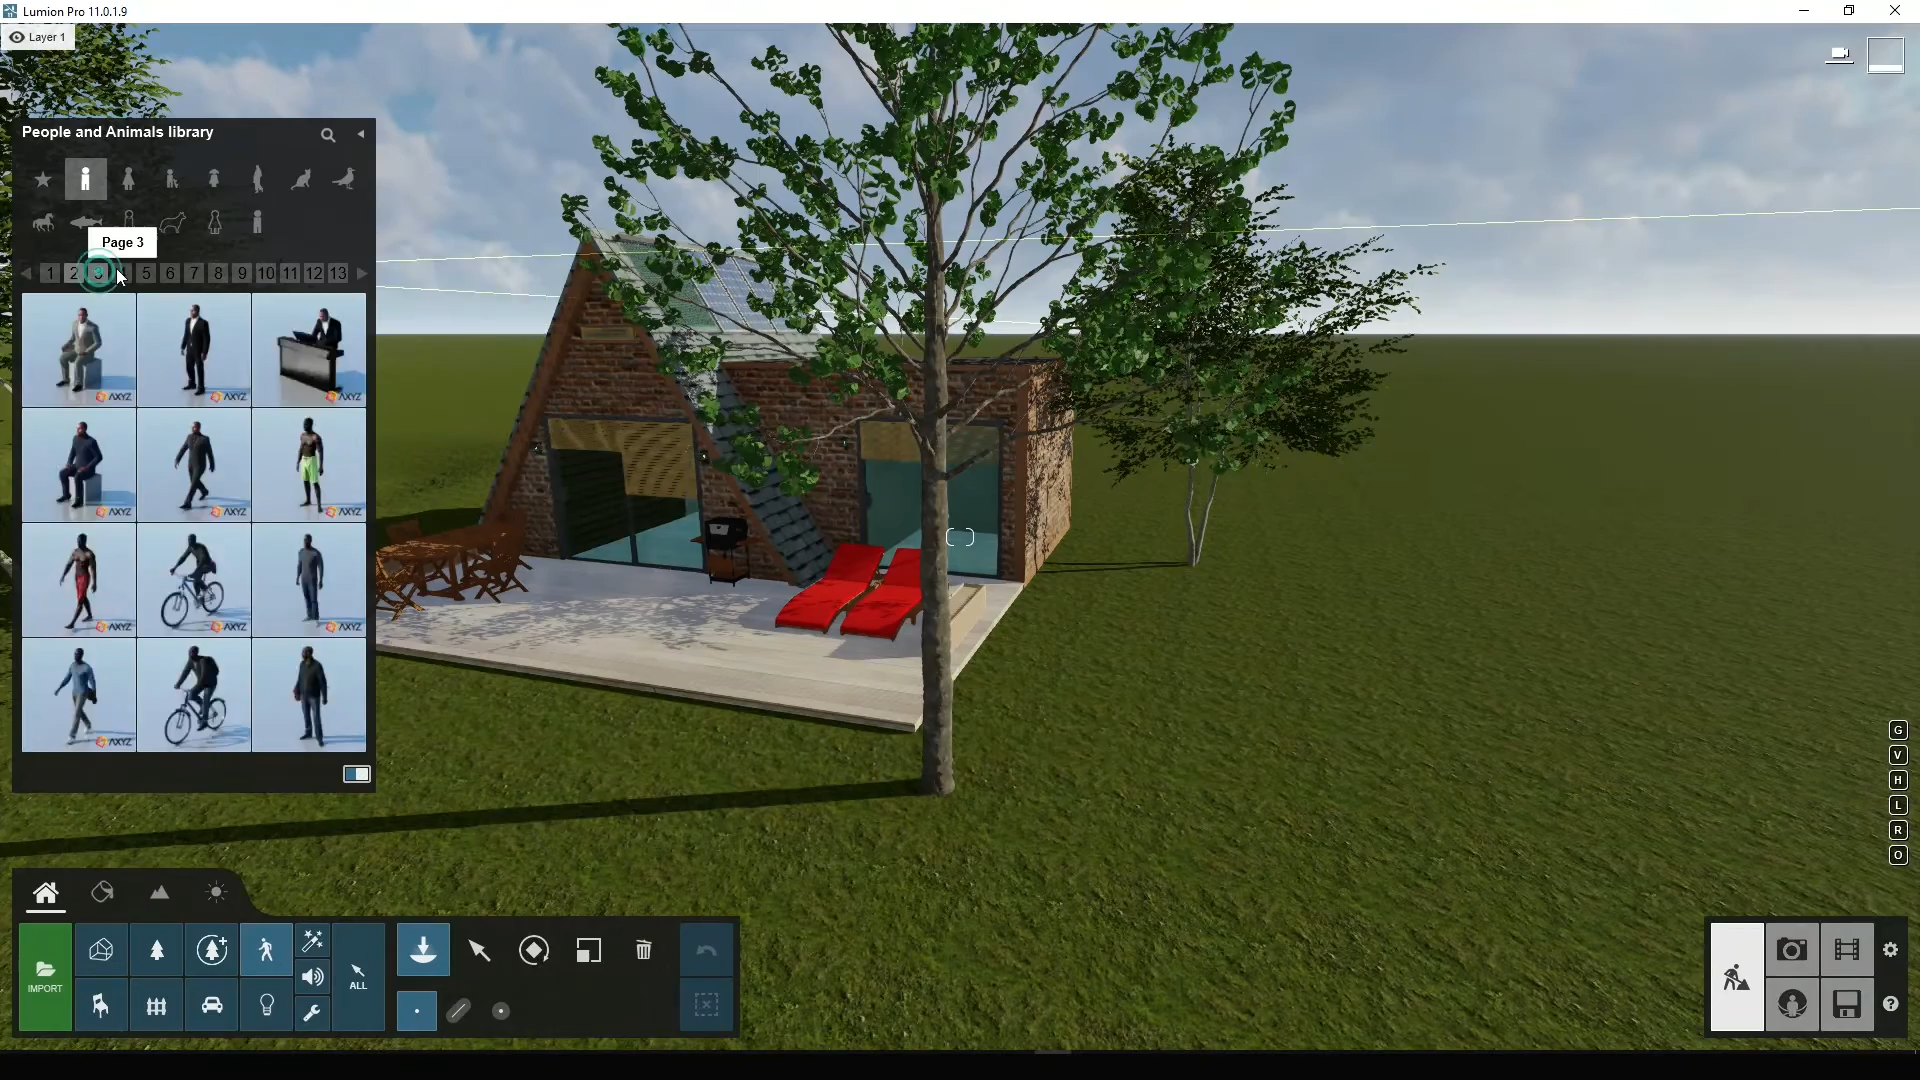 Lumion Pro 11.0.1.9
Layer 1
People and Animals library
Page 3
1 2 3 5 6 7 8 9 10 11 12 13
AXYZ AXYZ AXYZ
AXYZ AXYZ AXYZ
AXYZ AXYZ AXYZ
AXYZ
G
V
H
L
R
O
IMPORT
ALL